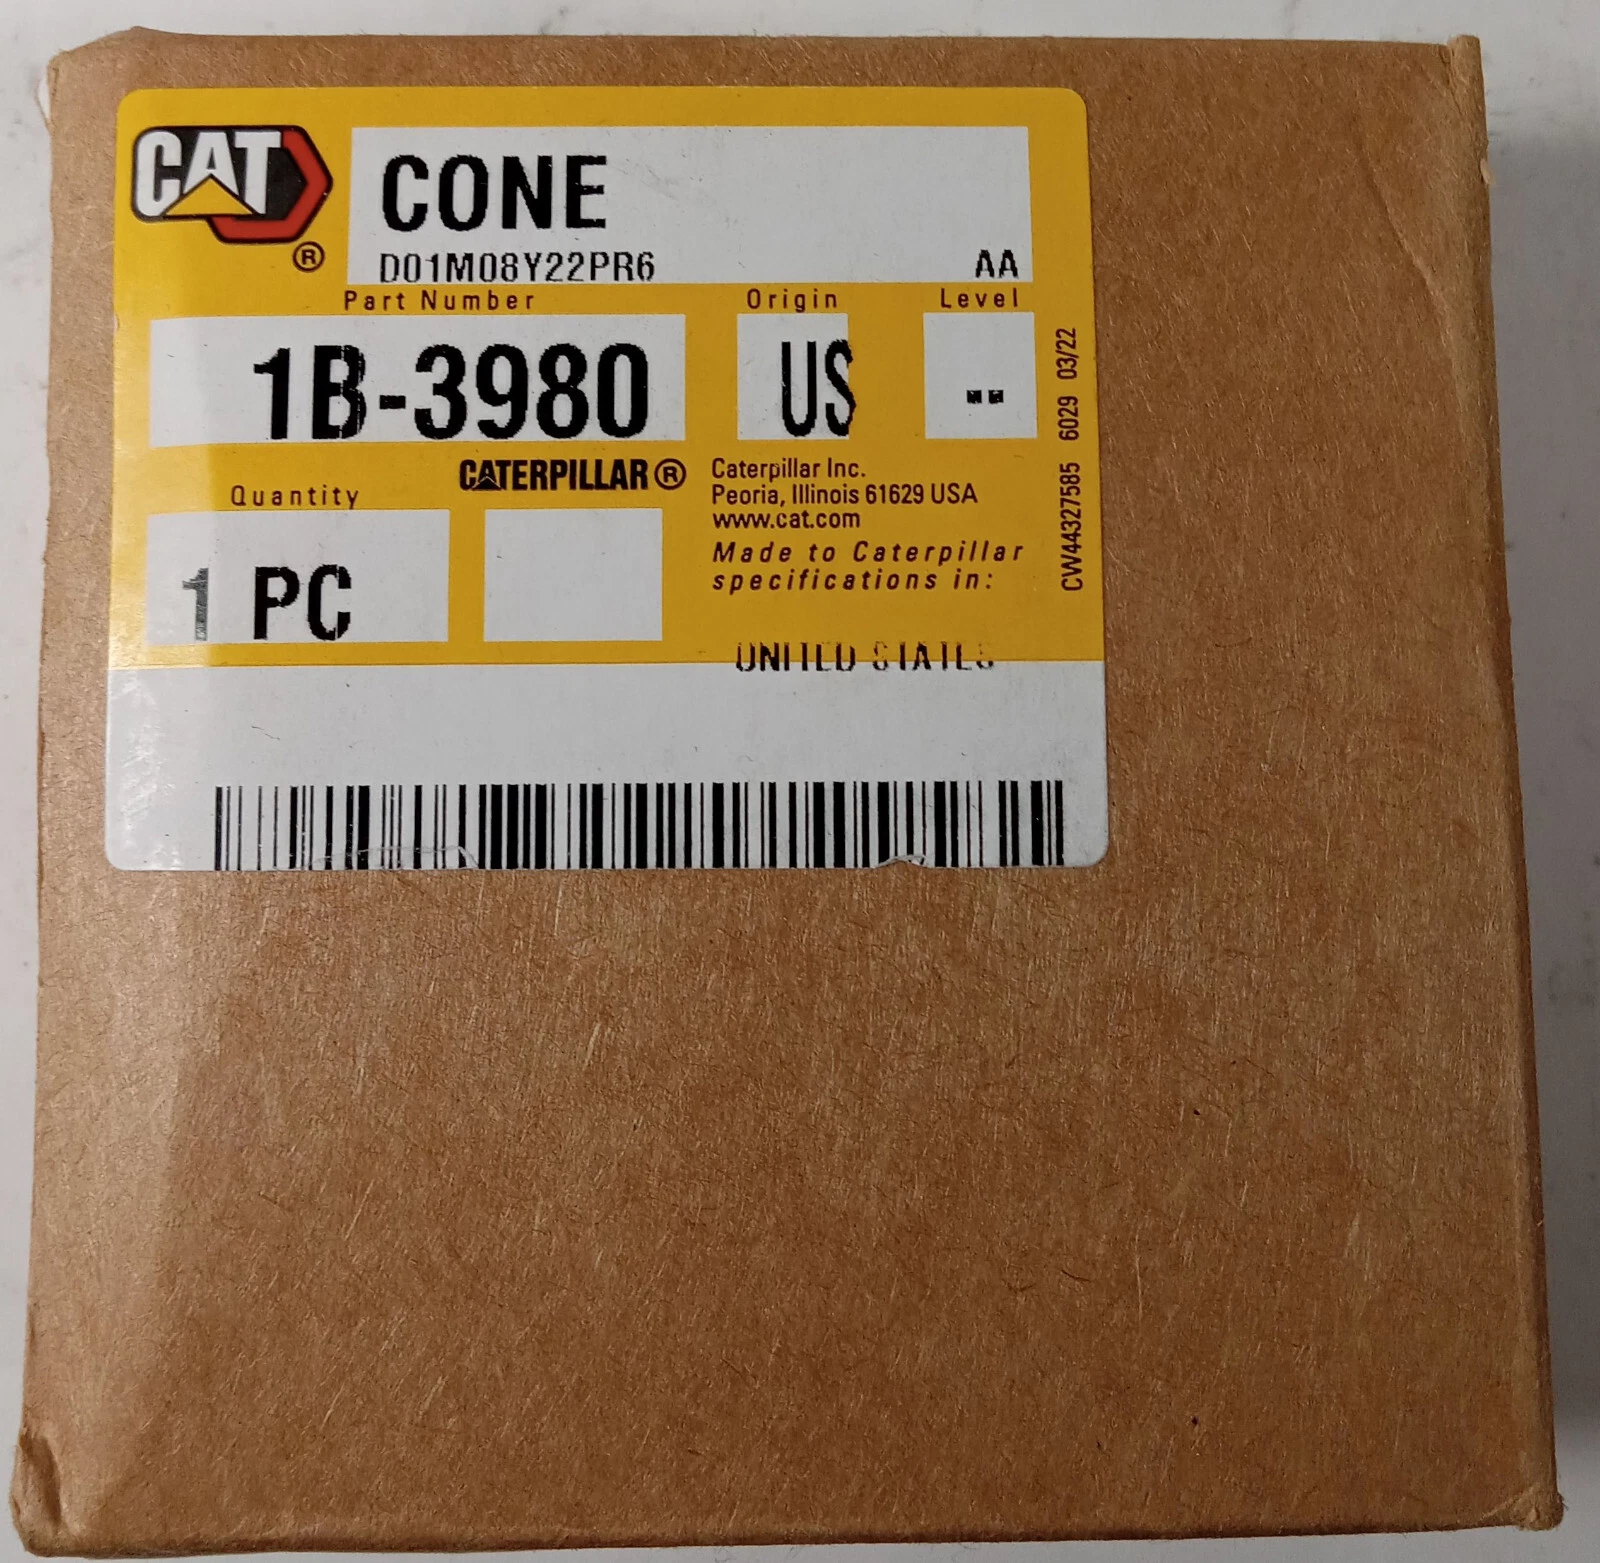 CAT
®
CONE
D01M08Y22PR6 AA
Part Number Origin Level
1B-3980 US --
CATERPILLAR®
Quantity
1 PC
Caterpillar Inc.
Peoria, Illinois 61629 USA
www.cat.com
Made to Caterpillar
specifications in:
UNITED STATES
CW44327585 6029 03/22